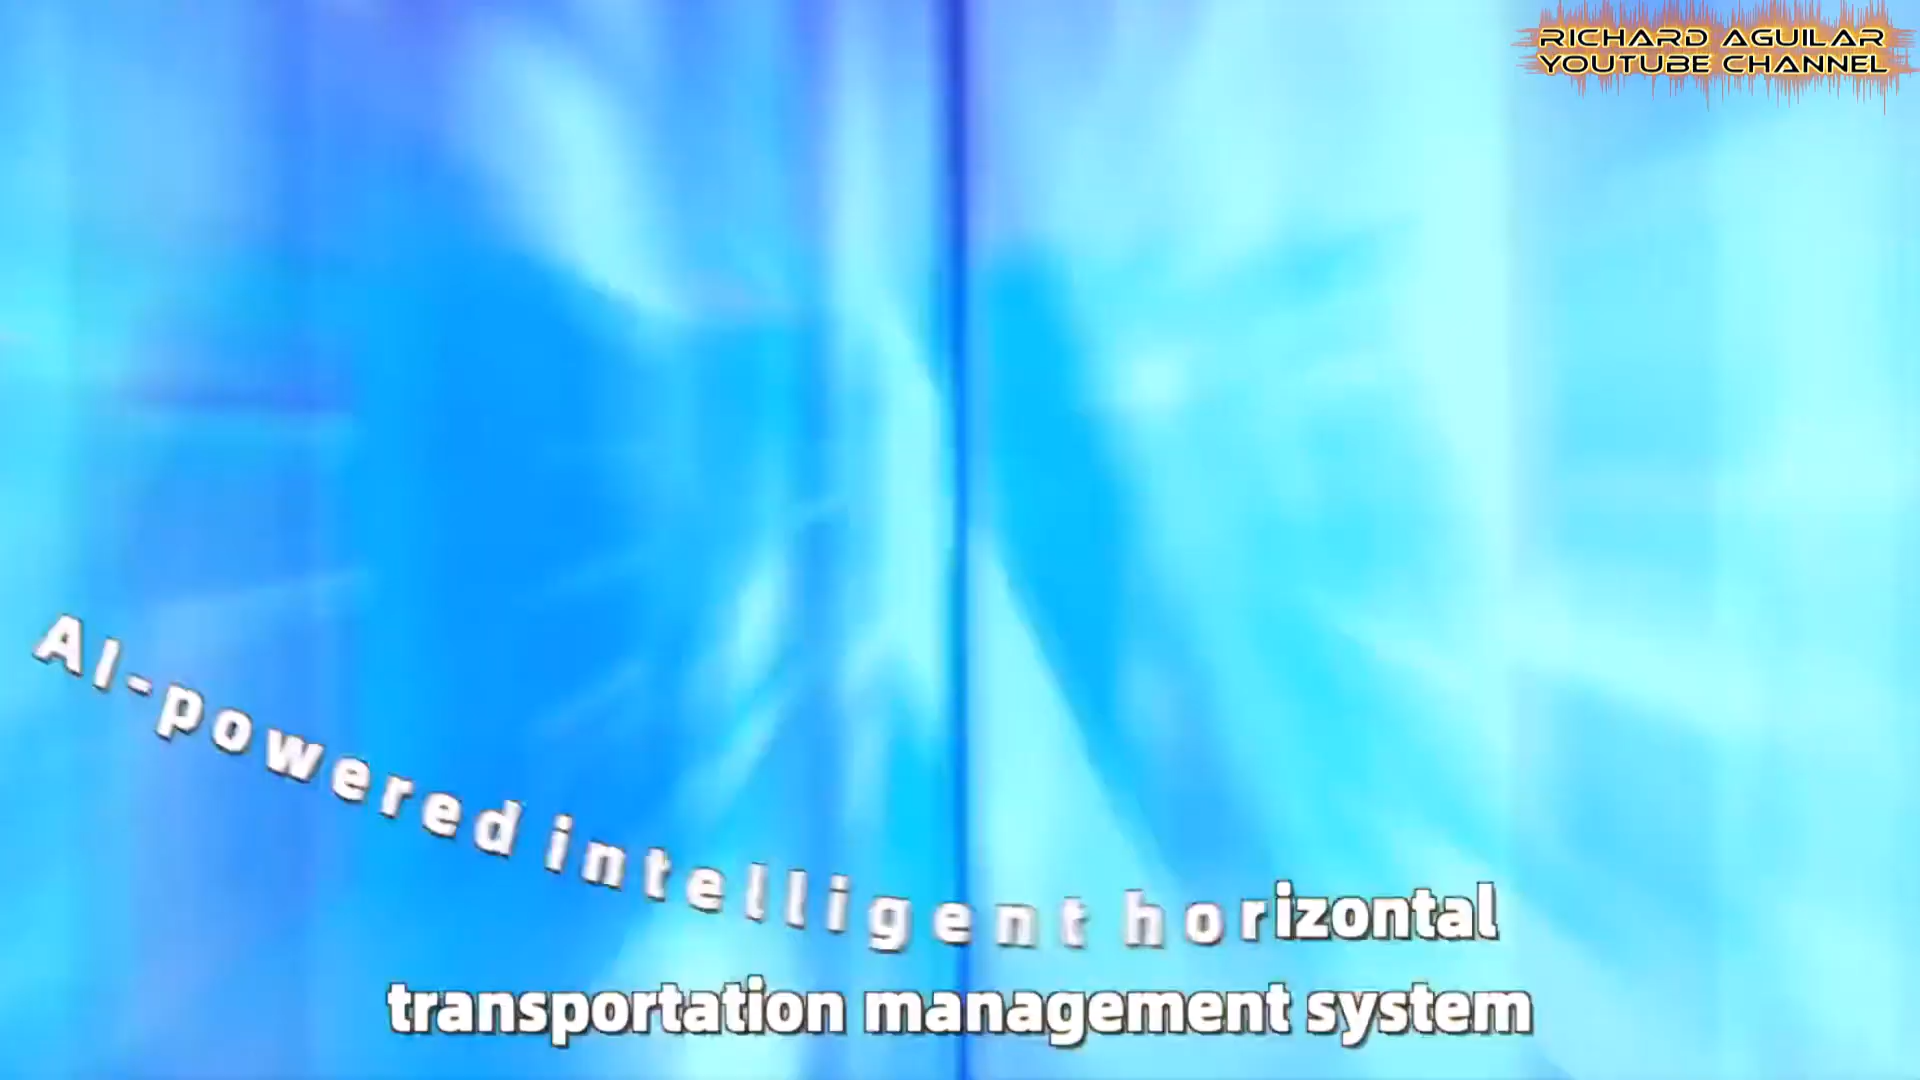 RICHARD AGUILAR
YOUTUBE CHANNEL
AI-powered intelligent horizontal
transportation management system